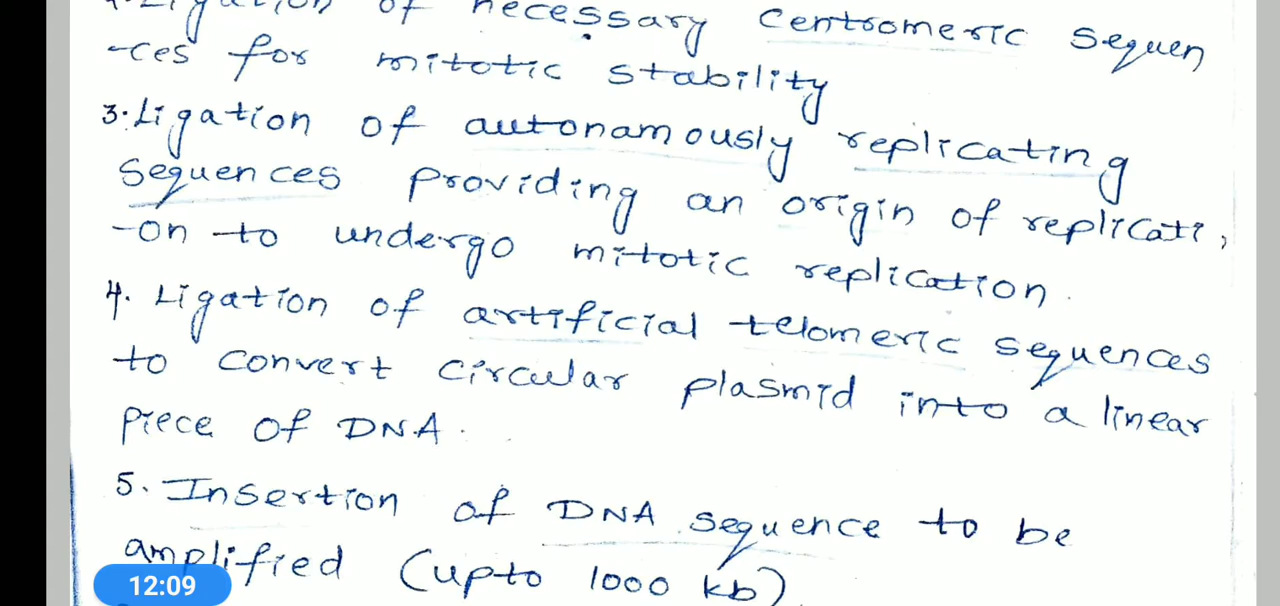 Ligation of necessary centromeric sequen
-ces for mitotic stability
3. Ligation of autonamously replicating
sequences providing an origin of replicati,
-on to undergo mitotic replication.
4. Ligation of artificial telomeric sequences
to convert circular plasmid into a linear
piece of DNA.
5. Insertion of DNA sequence to be
amplified (upto 1000 kb)
12:09